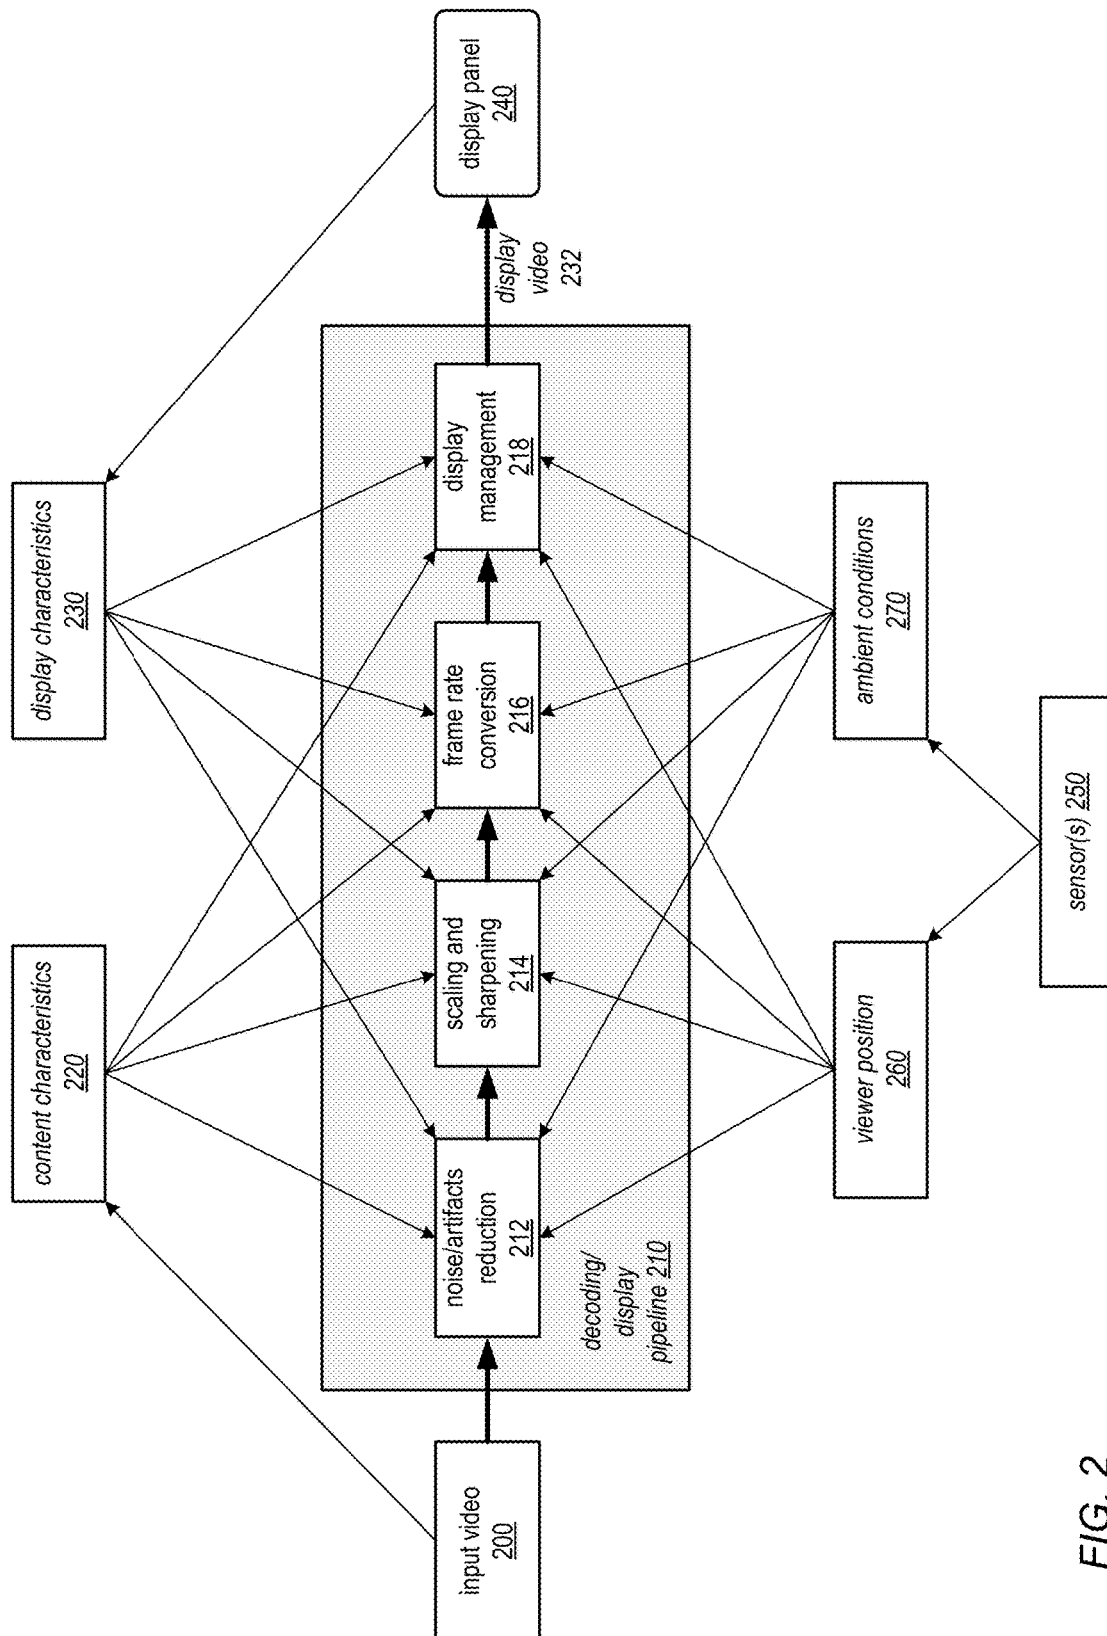 content characteristics
220
display characteristics
230
input video
200
noise/artifacts
reduction
212
scaling and
sharpening
214
frame rate
conversion
216
display
management
218
display
video
232
display panel
240
decoding/
display
pipeline 210
viewer position
260
ambient conditions
270
sensor(s) 250
FIG. 2